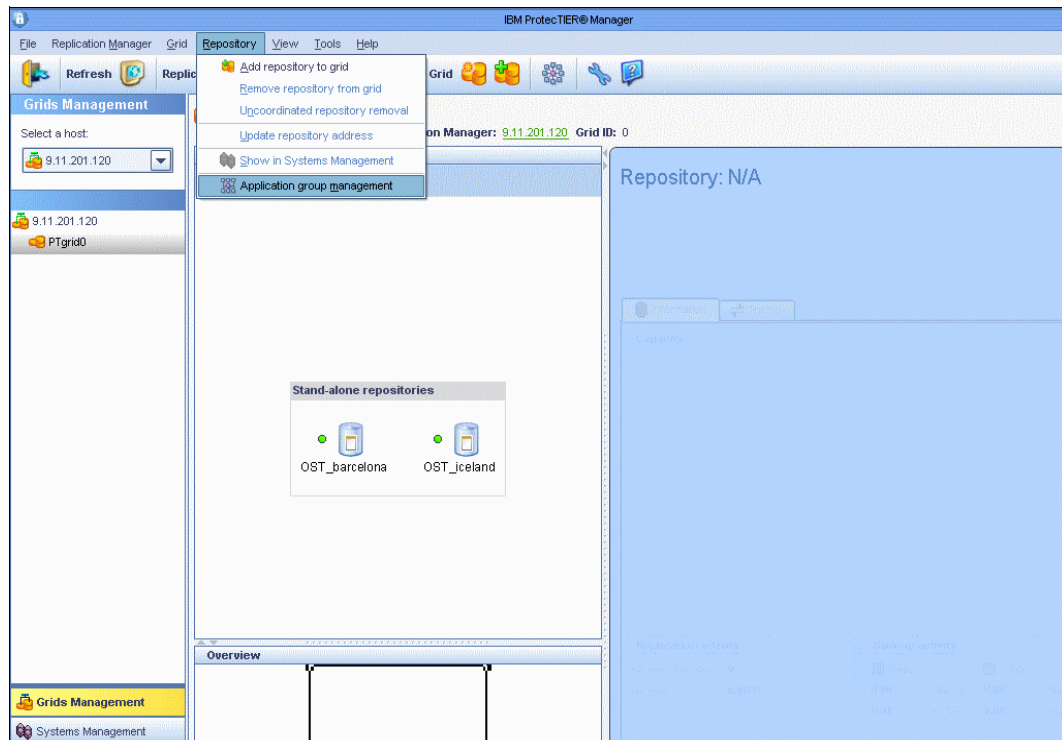 IBM ProtecTIER® Manager
File Replication Manager Grid Repository View Tools Help
Refresh Replic Grid
Add repository to grid
Remove repository from grid
Uncoordinated repository removal
Update repository address
Show in Systems Management
Application group management
Grids Management
Select a host:
9.11.201.120
9.11.201.120
PTgrid0
on Manager: 9.11.201.120 Grid ID: 0
Repository: N/A
Capacity
Stand-alone repositories
OST_barcelona OST_iceland
Overview
Grids Management
Systems Management